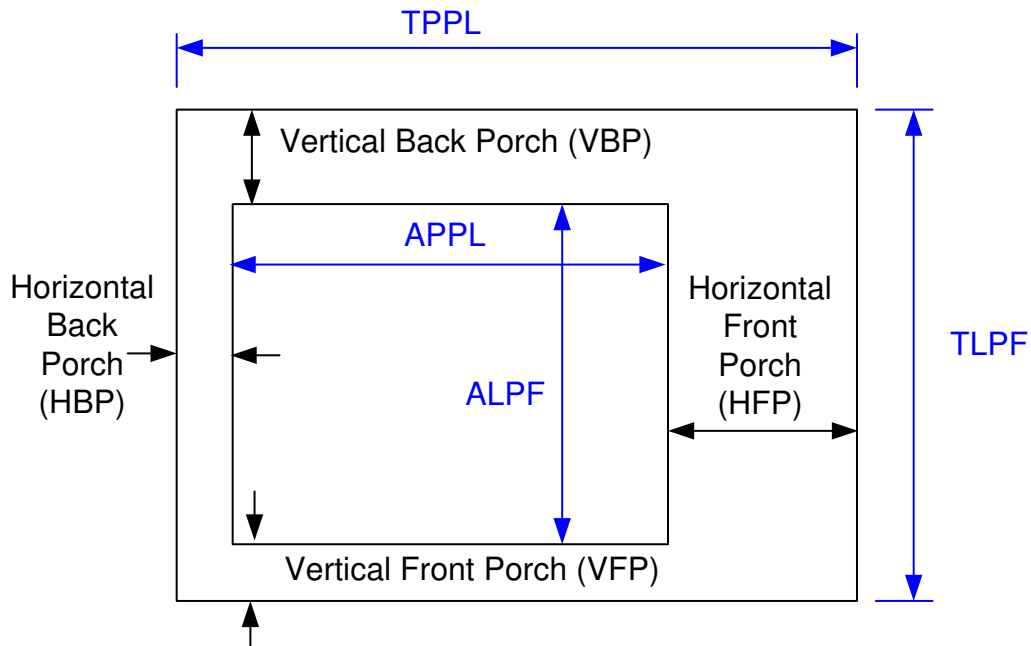 TPPL
Vertical Back Porch (VBP)
APPL
Horizontal
Back
Porch
(HBP)
ALPF
Horizontal
Front
Porch
(HFP)
TLPF
Vertical Front Porch (VFP)